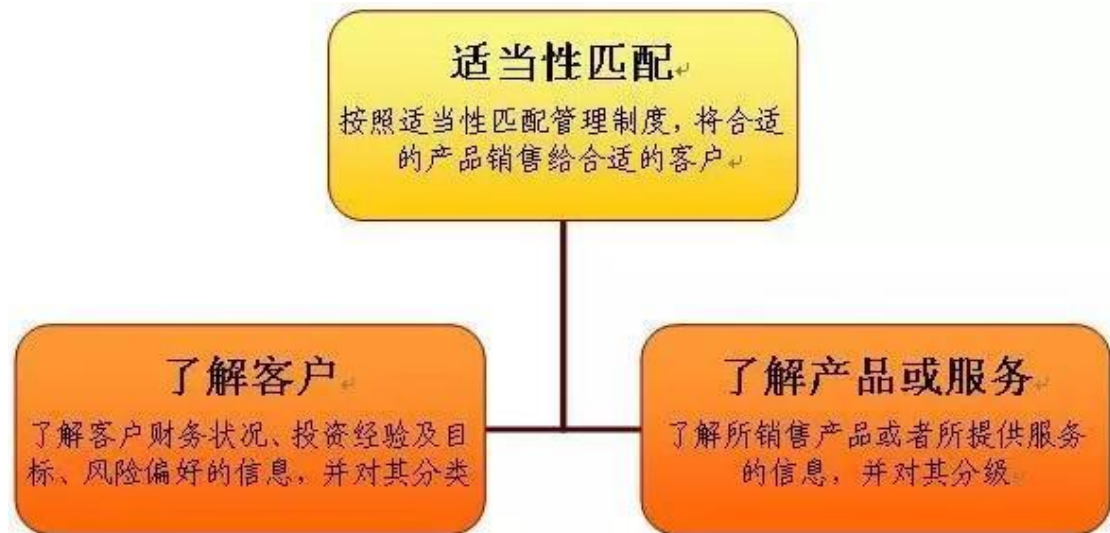 适当性匹配
按照适当性匹配管理制度，将合适
的产品销售给合适的客户
了解客户
了解客户财务状况、投资经验及目
标、风险偏好的信息，并对其分类
了解产品或服务
了解所销售产品或者所提供服务
的信息，并对其分级